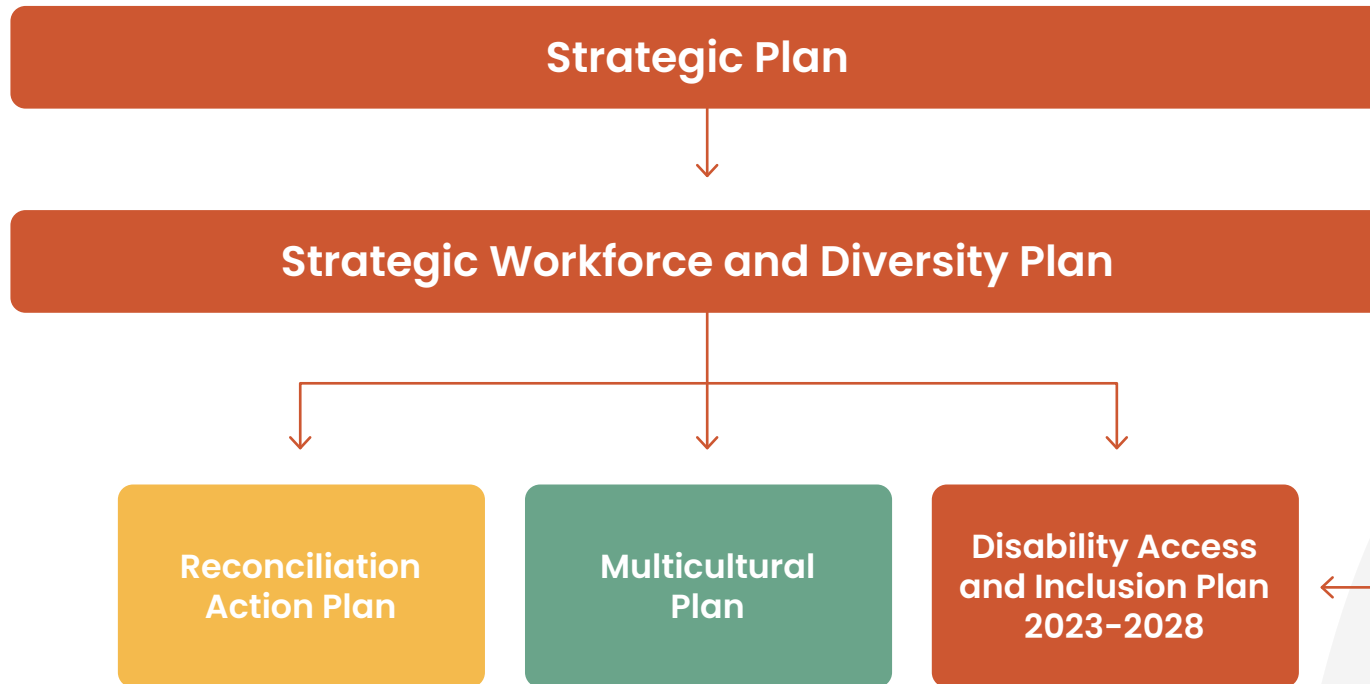 Strategic Plan
Strategic Workforce and Diversity Plan
Reconciliation
Action Plan
Multicultural
Plan
Disability Access
and Inclusion Plan
2023-2028